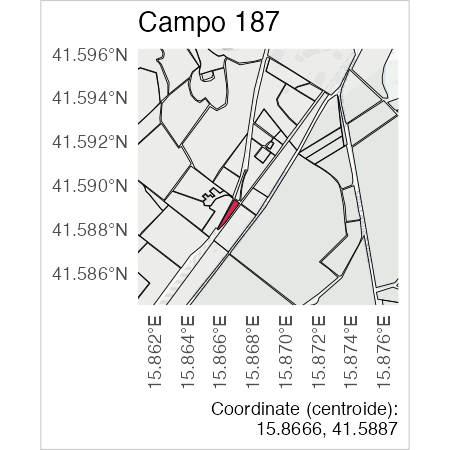 Campo 187
41.596°N
41.594°N
41.592°N
41.590°N
41.588°N
41.586°N
15.862°E
15.864°E
15.866°E
15.868°E
15.870°E
15.872°E
15.874°E
15.876°E
Coordinate (centroide):
15.8666, 41.5887